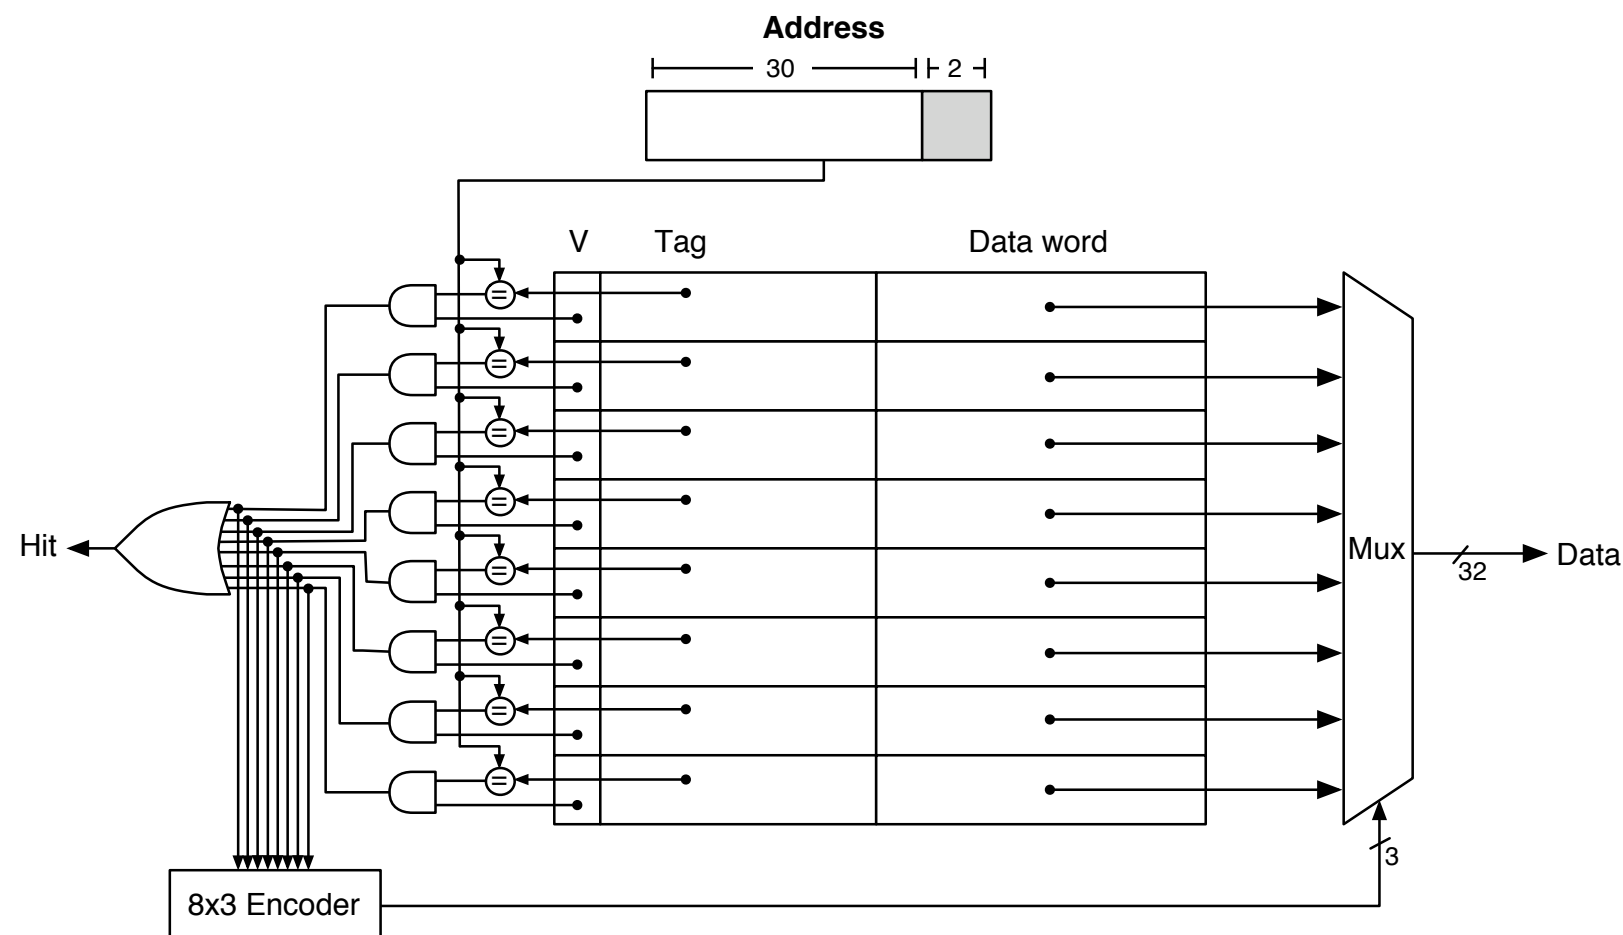 Address
30 2
V Tag Data word
=
=
=
=
=
=
=
=
Hit
Mux
32
Data
3
8x3 Encoder